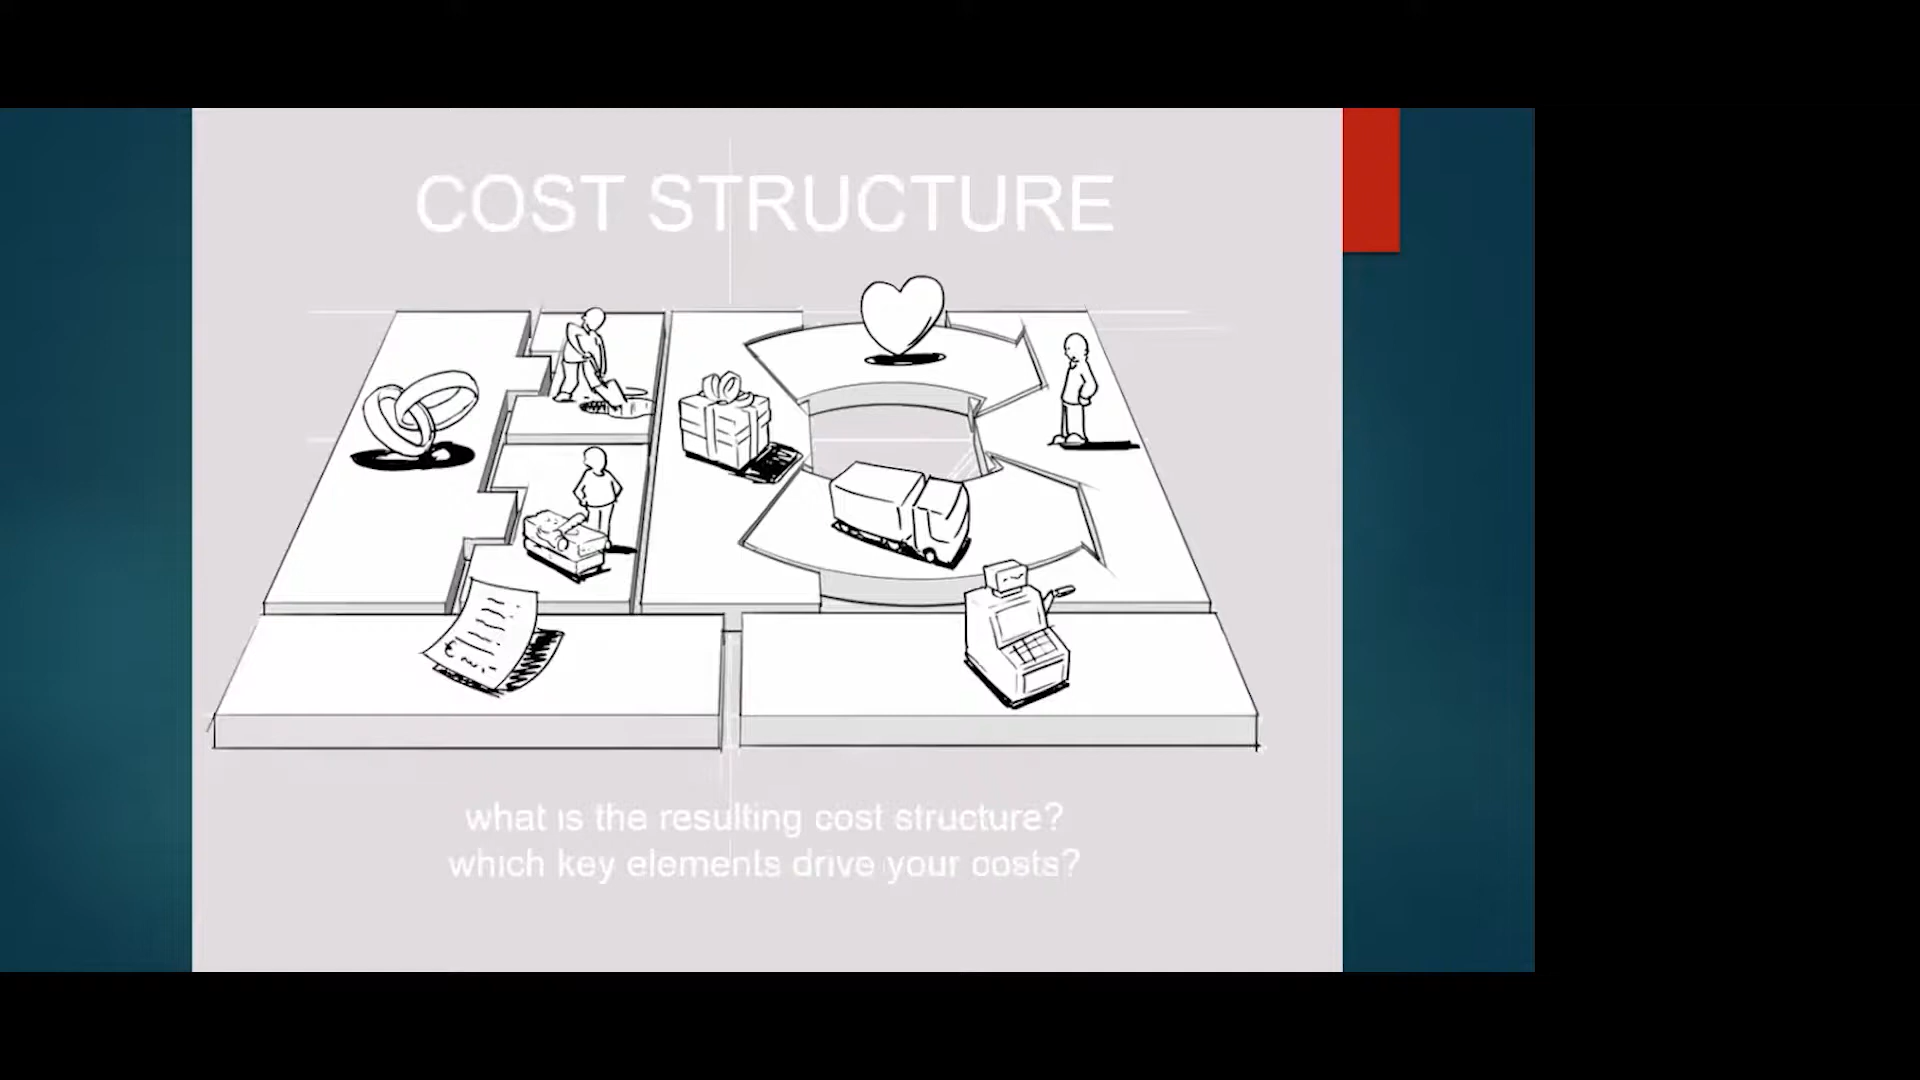 COST STRUCTURE
what is the resulting cost structure?
which key elements drive your costs?